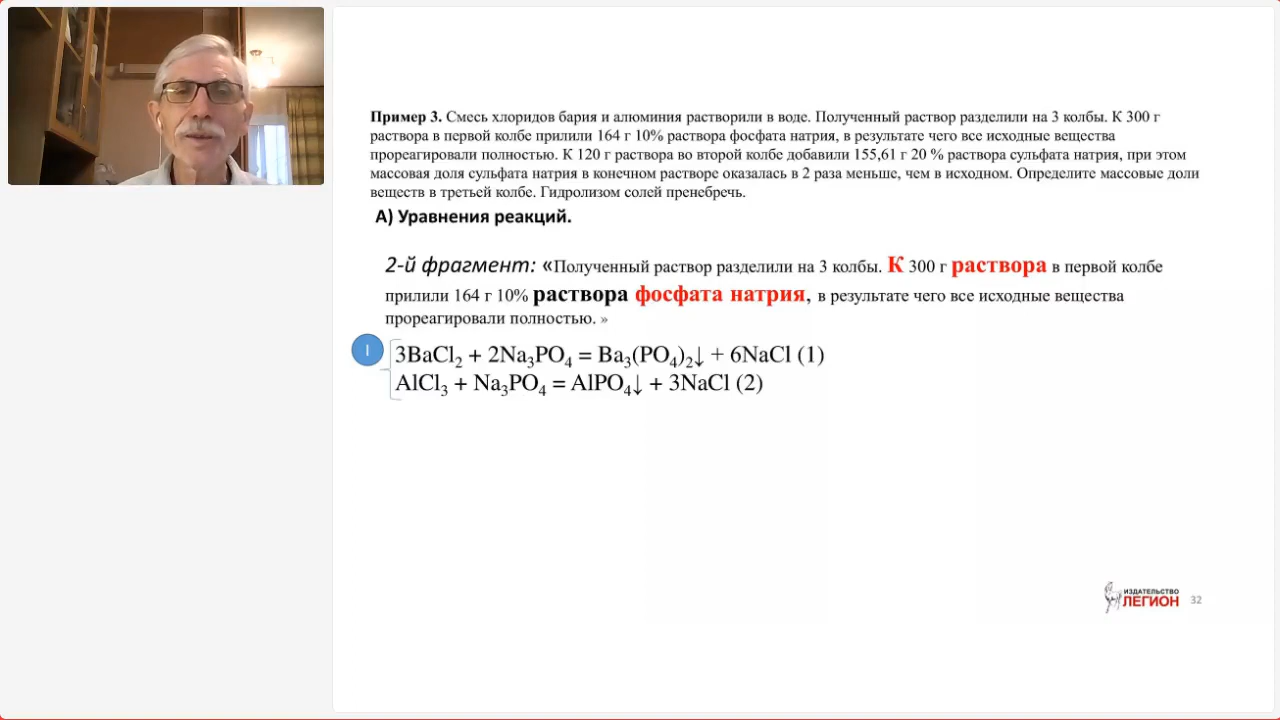 Пример 3. Смесь хлоридов бария и алюминия растворили в воде. Полученный раствор разделили на 3 колбы. К 300 г
раствора в первой колбе прилили 164 г 10% раствора фосфата натрия, в результате чего все исходные вещества
прореагировали полностью. К 120 г раствора во второй колбе добавили 155,61 г 20 % раствора сульфата натрия, при этом
массовая доля сульфата натрия в конечном растворе оказалась в 2 раза меньше, чем в исходном. Определите массовые доли
веществ в третьей колбе. Гидролизом солей пренебречь.
А) Уравнения реакций.
2-й фрагмент: «Полученный раствор разделили на 3 колбы. К 300 г раствора в первой колбе
прилили 164 г 10% раствора фосфата натрия, в результате чего все исходные вещества
прореагировали полностью. »
I
3BaCl₂ + 2Na₃PO₄ = Ba₃(PO₄)₂↓ + 6NaCl (1)
AlCl₃ + Na₃PO₄ = AlPO₄↓ + 3NaCl (2)
ИЗДАТЕЛЬСТВО
ЛЕГИОН
32